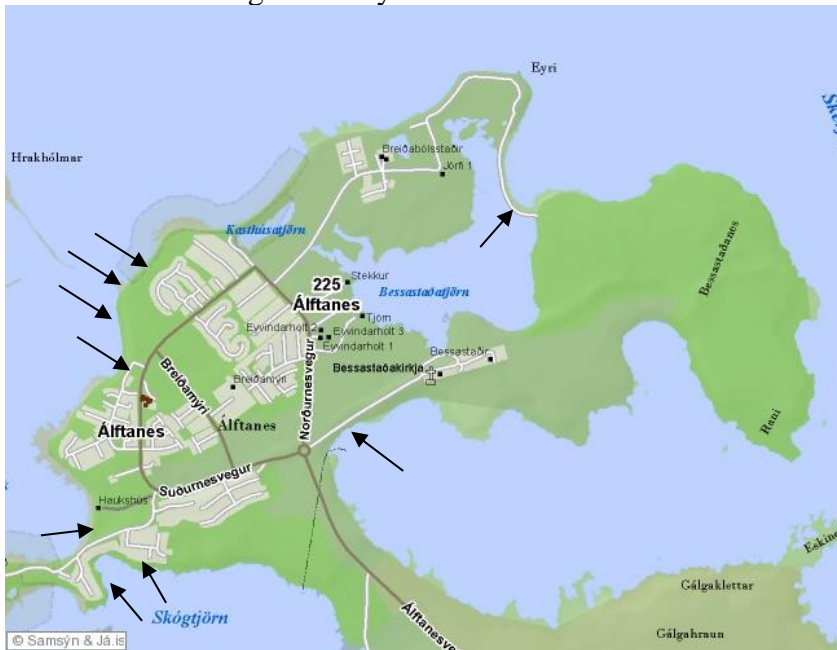 Eyri
Hrakhólmar
Breiðabólsstaðir
Jörfi 1
Kasthúsatjörn
Bessastaðanes
225
Álftanes
Stekkur
Bessastaðatjörn
Tjörn
Eyvindarholt 2
Eyvindarholt 3
Eyvindarholt 1
Norðurnesvegur
Bessastaðir
Bessastaðakirkja
Breiðamýri
Breiðamýri
Álftanes
Álftanes
Rani
Suðurnesvegur
Haukshús
Gálgaklettar
Skógtjörn
Gálgahraun
© Samsýn & Já.is